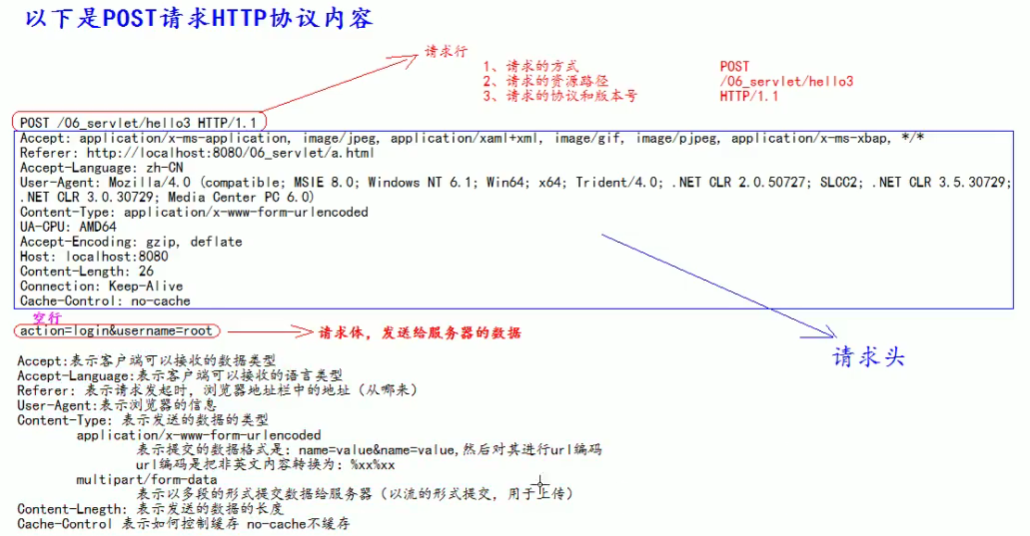 以下是POST请求HTTP协议内容
请求行
1、请求的方式 POST
2、请求的资源路径 /06_servlet/hello3
3、请求的协议和版本号 HTTP/1.1
POST /06_servlet/hello3 HTTP/1.1
Accept: application/x-ms-application, image/jpeg, application/xaml+xml, image/gif, image/pjpeg, application/x-ms-xbap, */*
Referer: http://localhost:8080/06_servlet/a.html
Accept-Language: zh-CN
User-Agent: Mozilla/4.0 (compatible; MSIE 8.0; Windows NT 6.1; Win64; x64; Trident/4.0; .NET CLR 2.0.50727; SLCC2; .NET CLR 3.5.30729;
.NET CLR 3.0.30729; Media Center PC 6.0)
Content-Type: application/x-www-form-urlencoded
UA-CPU: AMD64
Accept-Encoding: gzip, deflate
Host: localhost:8080
Content-Length: 26
Connection: Keep-Alive
Cache-Control: no-cache
空行
action=login&username=root
请求体，发送给服务器的数据
请求头
Accept:表示客户端可以接收的数据类型
Accept-Language:表示客户端可以接收的语言类型
Referer: 表示请求发起时，浏览器地址栏中的地址（从哪来）
User-Agent:表示浏览器的信息
Content-Type: 表示发送的数据的类型
application/x-www-form-urlencoded
表示提交的数据格式是: name=value&name=value,然后对其进行url编码
url编码是把非英文内容转换为: %xx%xx
multipart/form-data
表示以多段的形式提交数据给服务器（以流的形式提交，用于上传）
Content-Lnegth: 表示发送的数据的长度
Cache-Control 表示如何控制缓存 no-cache不缓存